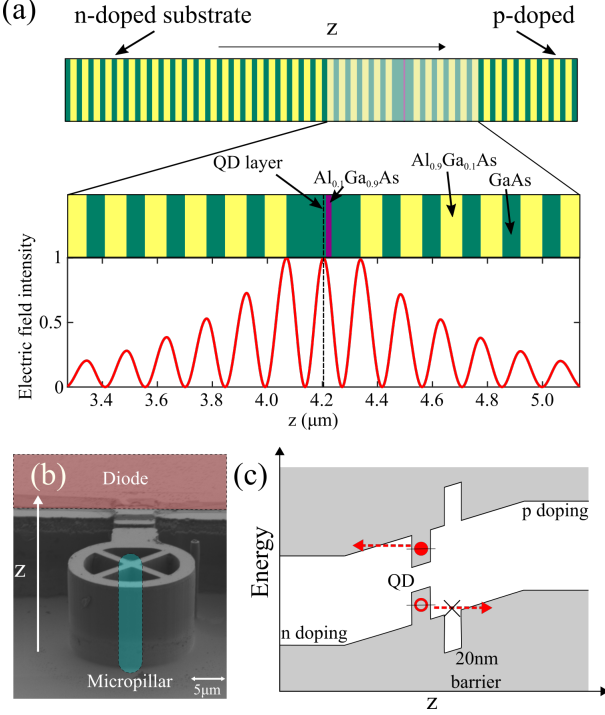 (a)
n-doped substrate
p-doped
z
QD layer
Al0.1Ga0.9As
Al0.9Ga0.1As
GaAs
Electric field intensity
1
0.5
0
3.4
3.6
3.8
4.0
4.2
4.4
4.6
4.8
5.0
z (μm)
(b)
Diode
z
Micropillar
5μm
(c)
Energy
p doping
QD
n doping
20nm
barrier
z